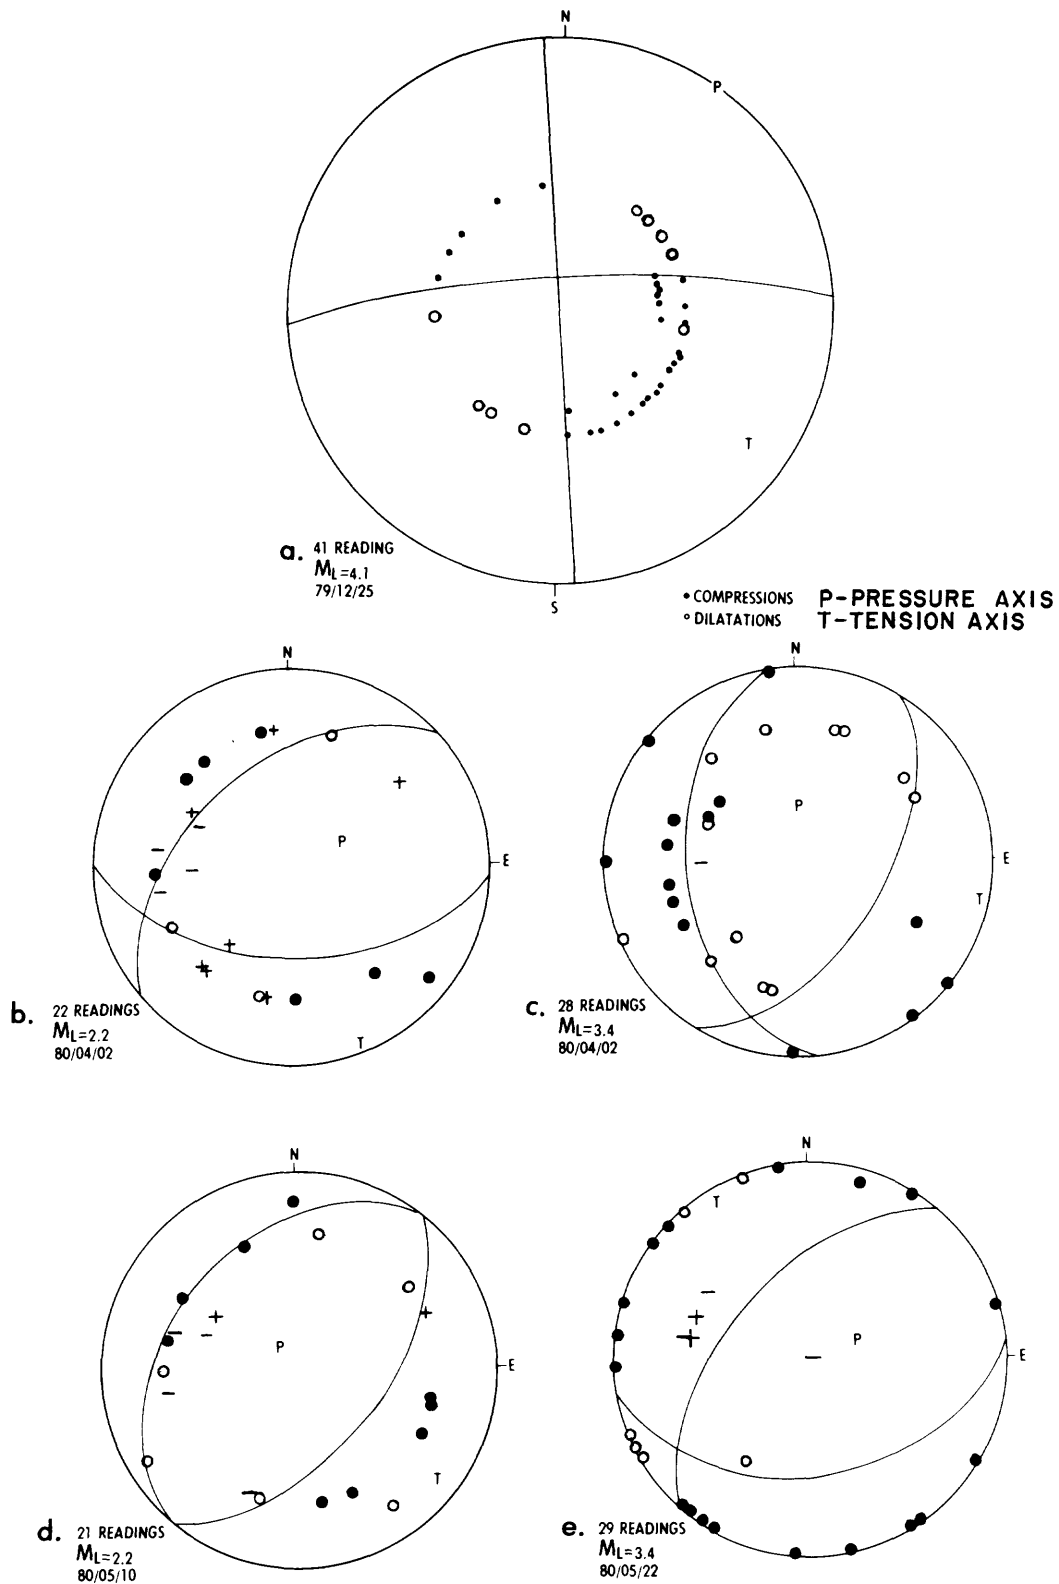 N
P
T
a. 41 READING
ML=4.1
79/12/25
S
• COMPRESSIONS P-PRESSURE AXIS
○ DILATATIONS T-TENSION AXIS
N
E
P
T
b. 22 READINGS
ML=2.2
80/04/02
N
P
E
T
c. 28 READINGS
ML=3.4
80/04/02
N
P
E
T
d. 21 READINGS
ML=2.2
80/05/10
N
T
P
E
e. 29 READINGS
ML=3.4
80/05/22